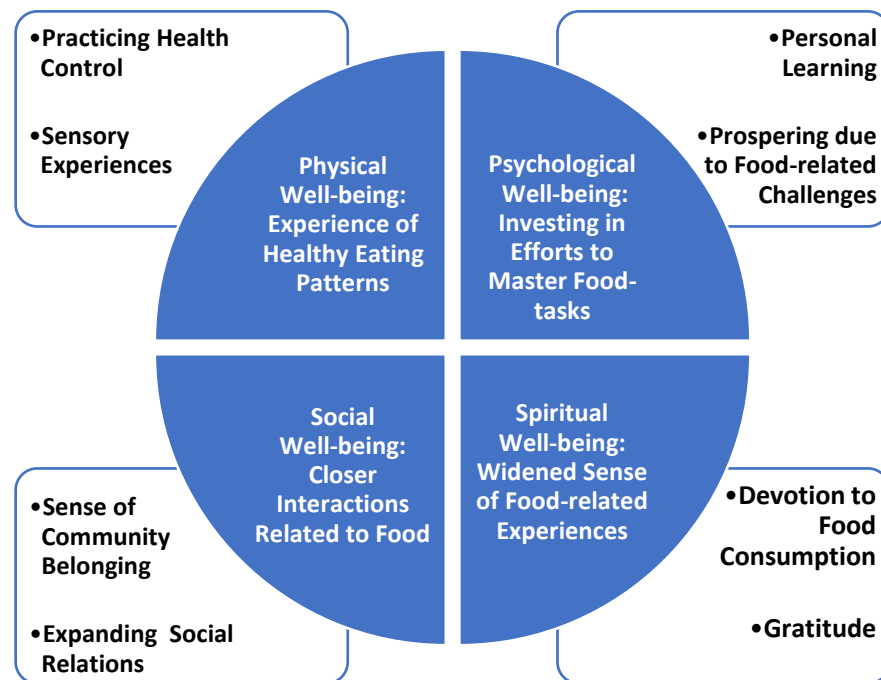 •Practicing Health
Control
•Sensory
Experiences
Physical
Well-being:
Experience of
Healthy Eating
Patterns
Psychological
Well-being:
Investing in
Efforts to
Master Food-
tasks
•Personal
Learning
•Prospering due
to Food-related
Challenges
•Sense of
Community
Belonging
•Expanding Social
Relations
Social
Well-being:
Closer
Interactions
Related to Food
Spiritual
Well-being:
Widened Sense
of Food-related
Experiences
•Devotion to
Food
Consumption
•Gratitude